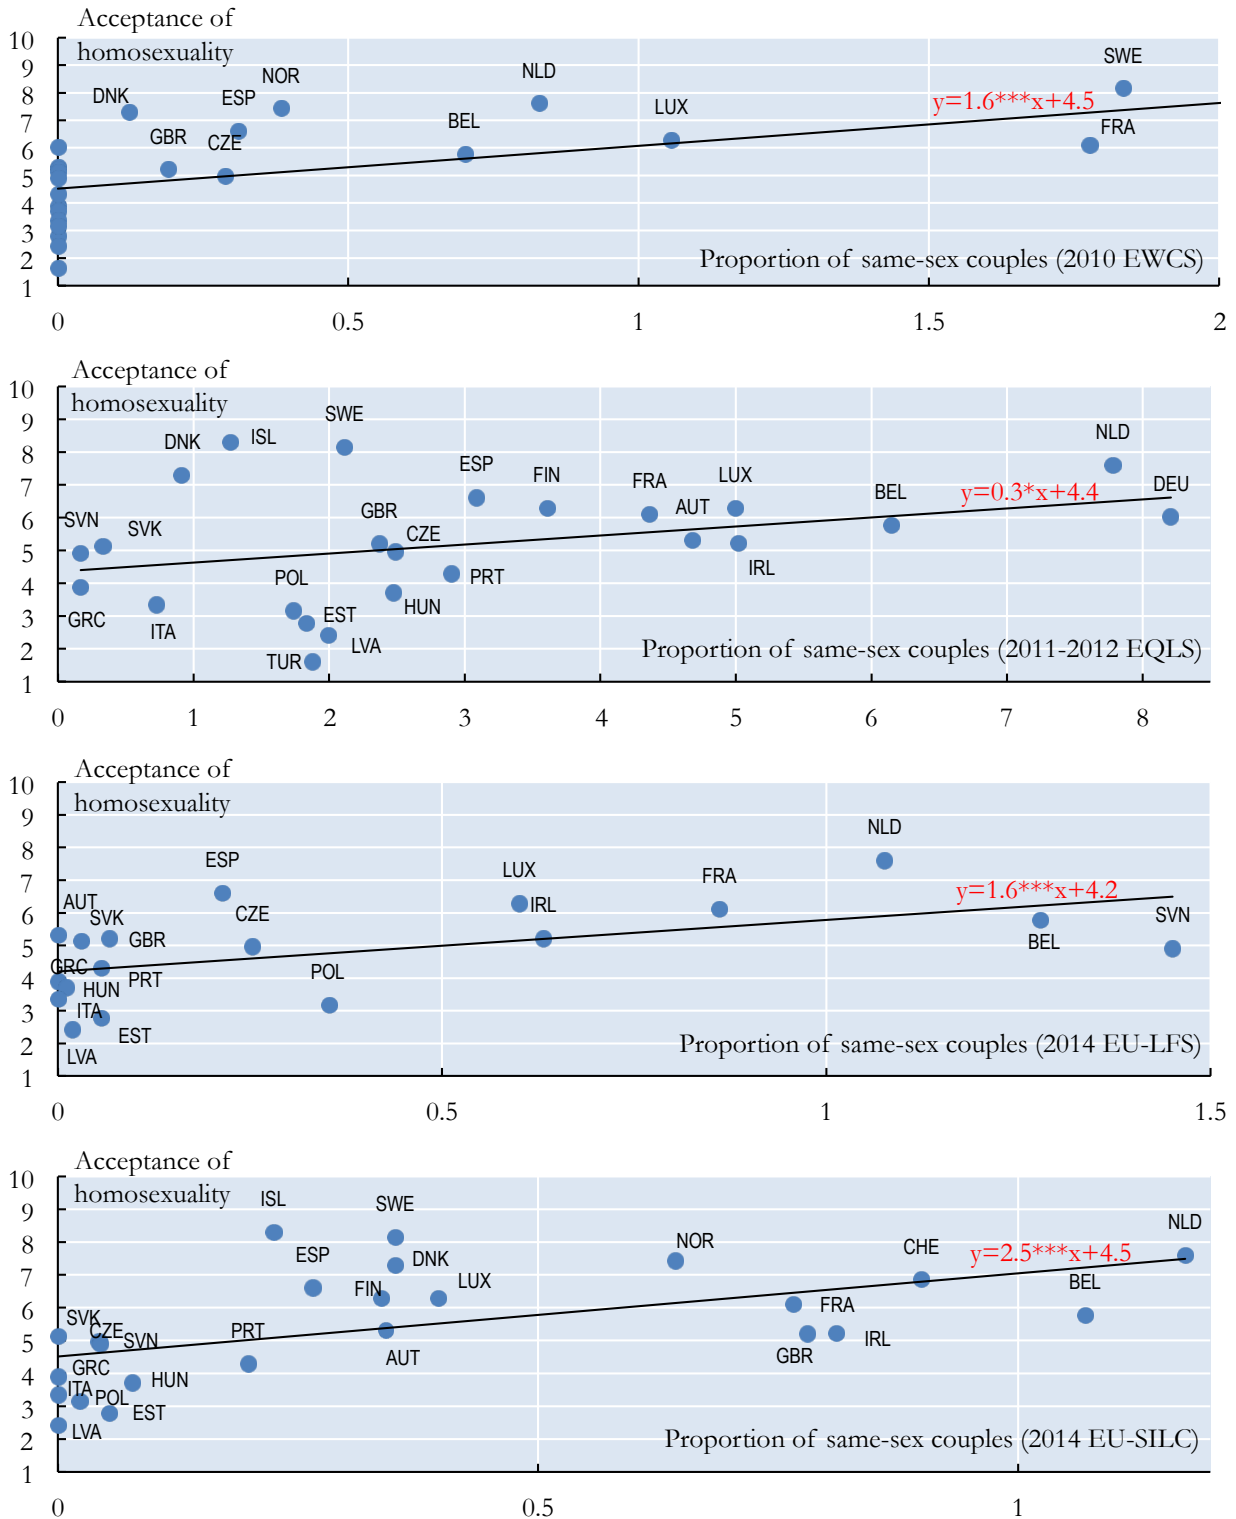 Acceptance of
homosexuality
10
9
8
7
6
5
4
3
2
1
DNK
GBR
ESP
CZE
NOR
BEL
NLD
LUX
SWE
FRA
y=1.6***x+4.5
Proportion of same-sex couples (2010 EWCS)
0
0.5
1
1.5
2
Acceptance of
homosexuality
10
9
8
7
6
5
4
3
2
1
SVN
SVK
GRC
ITA
DNK
ISL
SWE
POL
EST
LVA
TUR
GBR
CZE
HUN
PRT
ESP
FIN
FRA
AUT
LUX
IRL
BEL
NLD
DEU
y=0.3*x+4.4
Proportion of same-sex couples (2011-2012 EQLS)
0
1
2
3
4
5
6
7
8
Acceptance of
homosexuality
10
9
8
7
6
5
4
3
2
1
AUT
SVK
GBR
GRC
HUN
PRT
ITA
EST
LVA
ESP
CZE
POL
LUX
IRL
FRA
NLD
BEL
SVN
y=1.6***x+4.2
Proportion of same-sex couples (2014 EU-LFS)
0
0.5
1
1.5
Acceptance of
homosexuality
10
9
8
7
6
5
4
3
2
1
SVK
CZE
SVN
GRC
ITA
POL
HUN
EST
LVA
PRT
ISL
ESP
SWE
DNK
FIN
LUX
AUT
NOR
FRA
GBR
IRL
CHE
BEL
NLD
y=2.5***x+4.5
Proportion of same-sex couples (2014 EU-SILC)
0
0.5
1